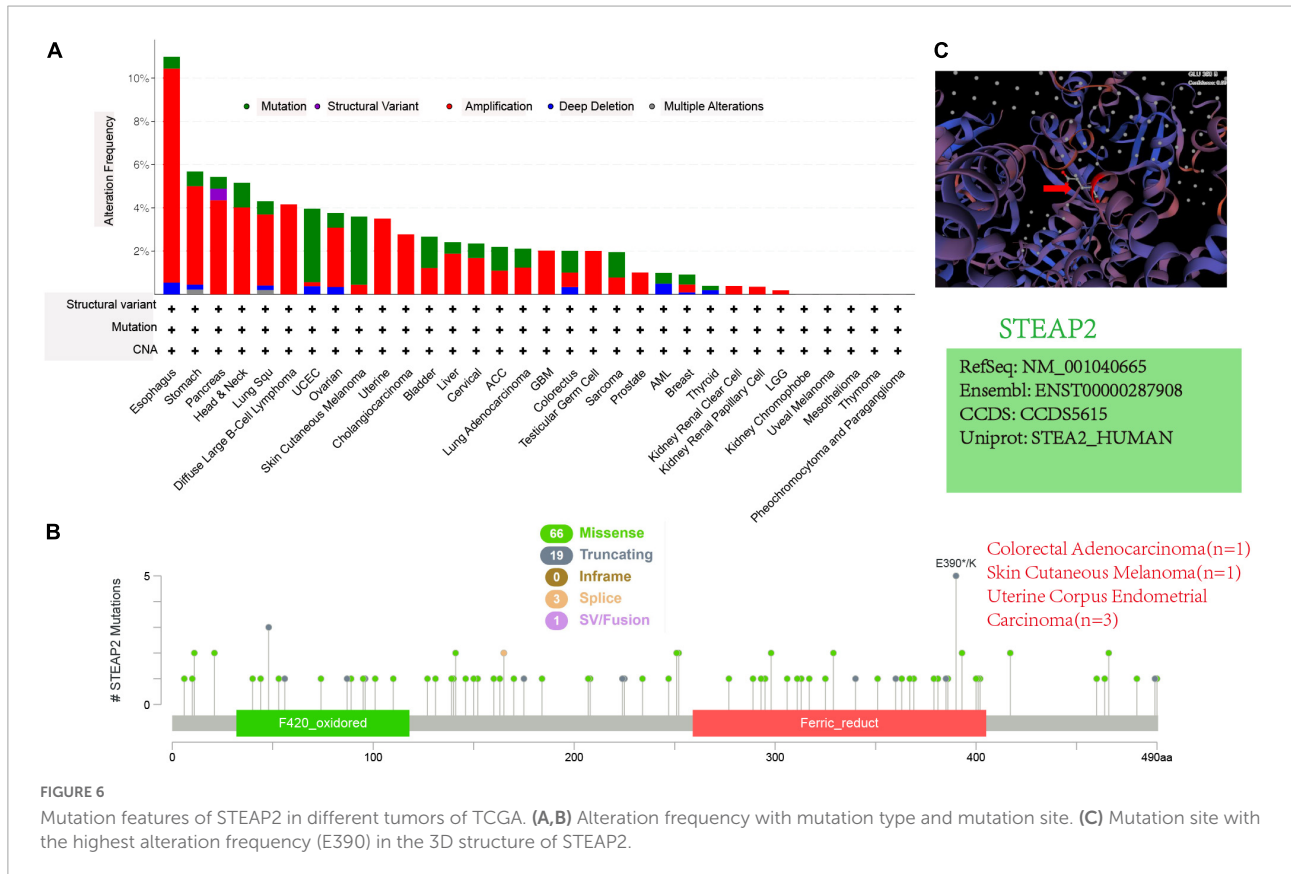 A
C
10%
8%
6%
4%
2%
Alteration Frequency
Mutation
Structural Variant
Amplification
Deep Deletion
Multiple Alterations
Structural variant + + + + + + + + + + + + + + + + + + + + + + + + + + + + + + + +
Mutation + + + + + + + + + + + + + + + + + + + + + + + + + + + + + + + +
CNA + + + + + + + + + + + + + + + + + + + + + + + + + + + + + + + +
Esophagus
Stomach
Pancreas
Head & Neck
Lung Squ
Diffuse Large B-Cell Lymphoma
UCEC
Ovarian
Skin Cutaneous Melanoma
Uterine
Cholangiocarcinoma
Bladder
Liver
Cervical
ACC
Lung Adenocarcinoma
GBM
Colorectus
Testicular Germ Cell
Sarcoma
Prostate
AML
Breast
Thyroid
Kidney Renal Clear Cell
Kidney Renal Papillary Cell
LGG
Kidney Chromophobe
Uveal Melanoma
Mesothelioma
Thymoma
Pheochromocytoma and Paraganglioma
STEAP2
RefSeq: NM_001040665
Ensembl: ENST00000287908
CCDS: CCDS5615
Uniprot: STEA2_HUMAN
B
66 Missense
19 Truncating
0 Inframe
3 Splice
1 SV/Fusion
# STEAP2 Mutations
5
0
E390*/K
Colorectal Adenocarcinoma(n=1)
Skin Cutaneous Melanoma(n=1)
Uterine Corpus Endometrial
Carcinoma(n=3)
F420_oxidored
Ferric_reduct
0 100 200 300 400 490aa
FIGURE 6
Mutation features of STEAP2 in different tumors of TCGA. (A,B) Alteration frequency with mutation type and mutation site. (C) Mutation site with
the highest alteration frequency (E390) in the 3D structure of STEAP2.